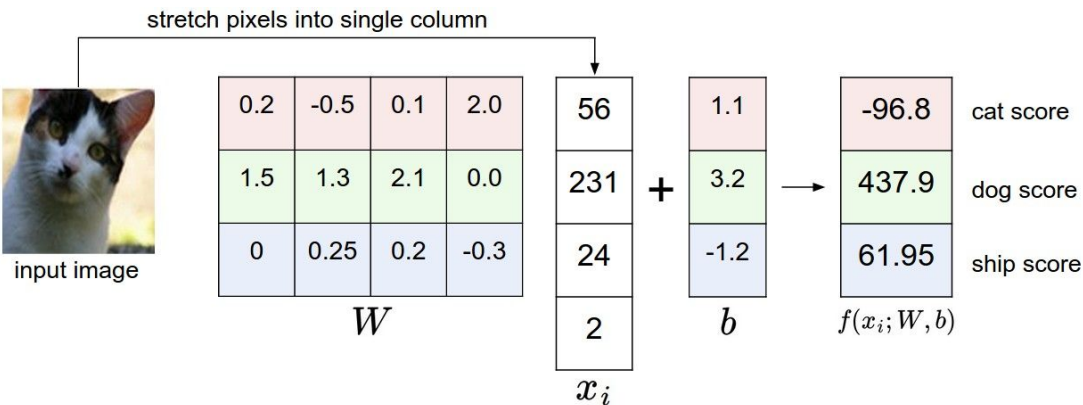 stretch pixels into single column
0.2 -0.5 0.1 2.0 56 1.1 -96.8 cat score
1.5 1.3 2.1 0.0 231 + 3.2 → 437.9 dog score
0 0.25 0.2 -0.3 24 -1.2 61.95 ship score
input image
W b f(x_i; W, b)
2
x_i